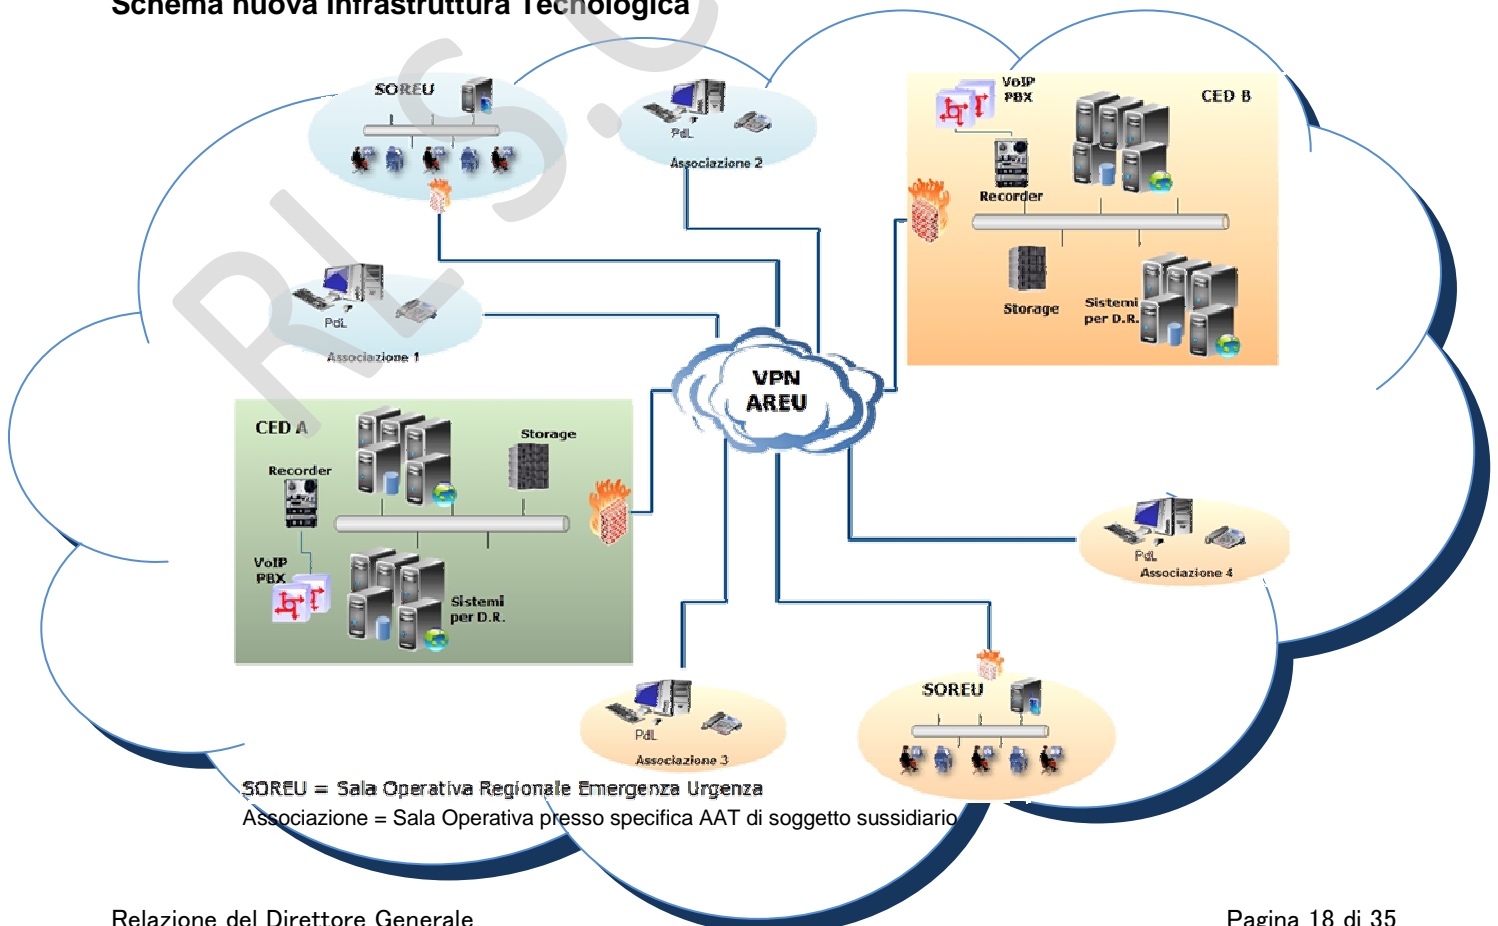 Schema nuova Infrastruttura Tecnologica
SOREU
PdL
Associazione 2
VoIP
PBX
CED B
Recorder
Storage
Sistemi
per D.R.
PdL
Associazione 1
VPN
AREU
CED A
Storage
Recorder
VoIP
PBX
Sistemi
per D.R.
PdL
Associazione 4
PdL
Associazione 3
SOREU
SOREU = Sala Operativa Regionale Emergenza Urgenza
Associazione = Sala Operativa presso specifica AAT di soggetto sussidiario
Relazione del Direttore Generale
Pagina 18 di 35